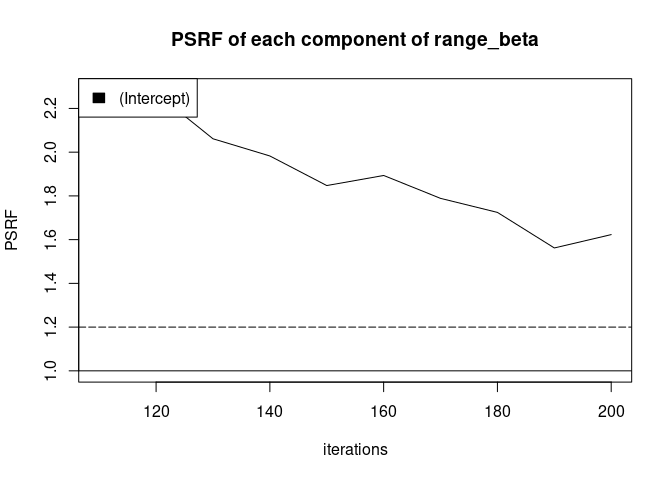 PSRF of each component of range_beta
(Intercept)
PSRF
2.2
2.0
1.8
1.6
1.4
1.2
1.0
120 140 160 180 200
iterations